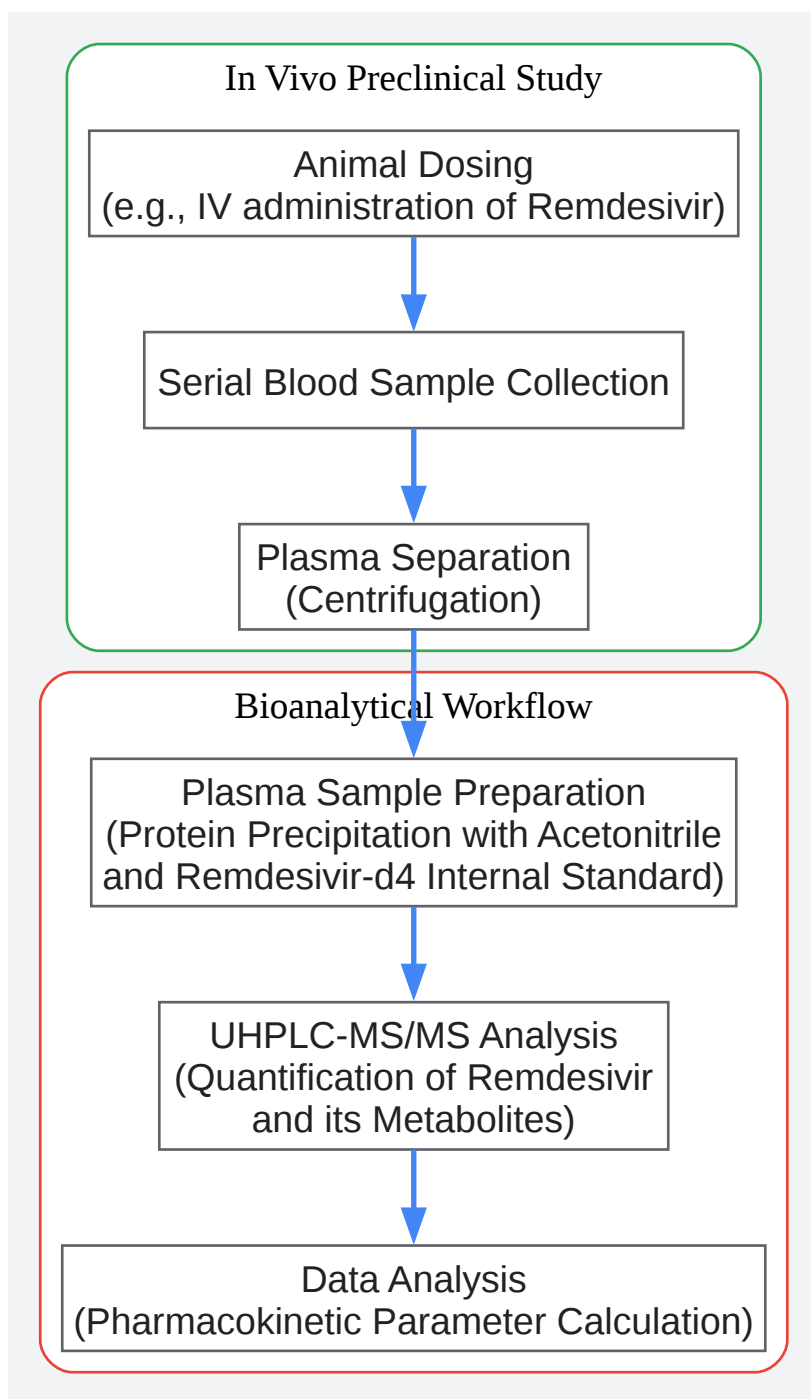 In Vivo Preclinical Study
Animal Dosing
(e.g., IV administration of Remdesivir)
Serial Blood Sample Collection
Plasma Separation
(Centrifugation)
Bioanalytical Workflow
Plasma Sample Preparation
(Protein Precipitation with Acetonitrile
and Remdesivir-d4 Internal Standard)
UHPLC-MS/MS Analysis
(Quantification of Remdesivir
and its Metabolites)
Data Analysis
(Pharmacokinetic Parameter Calculation)